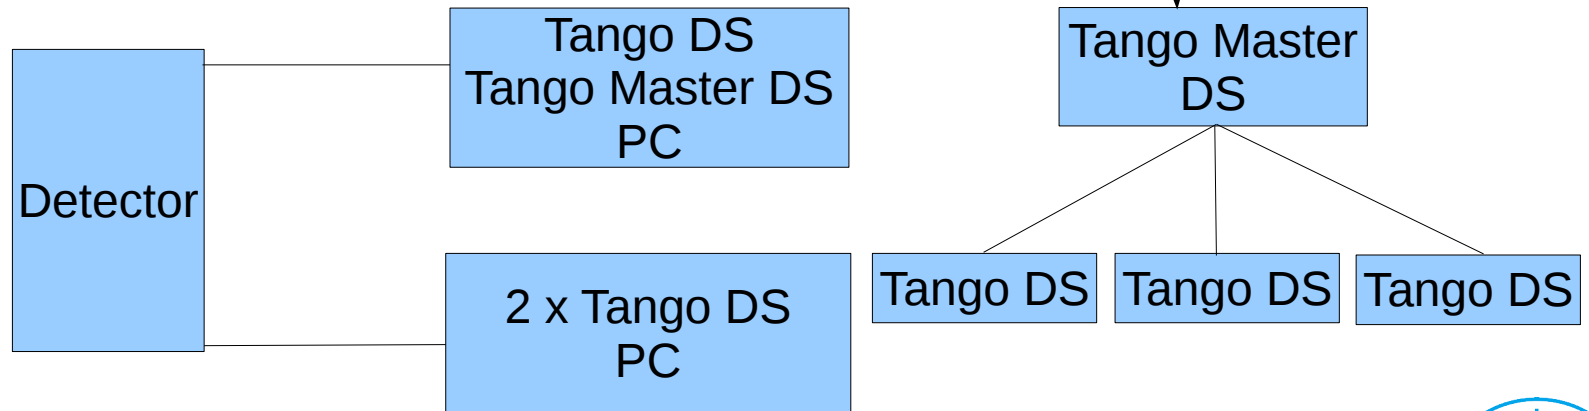 Detector
Tango DS
Tango Master DS
PC
2 x Tango DS
PC
Tango Master
DS
Tango DS
Tango DS
Tango DS